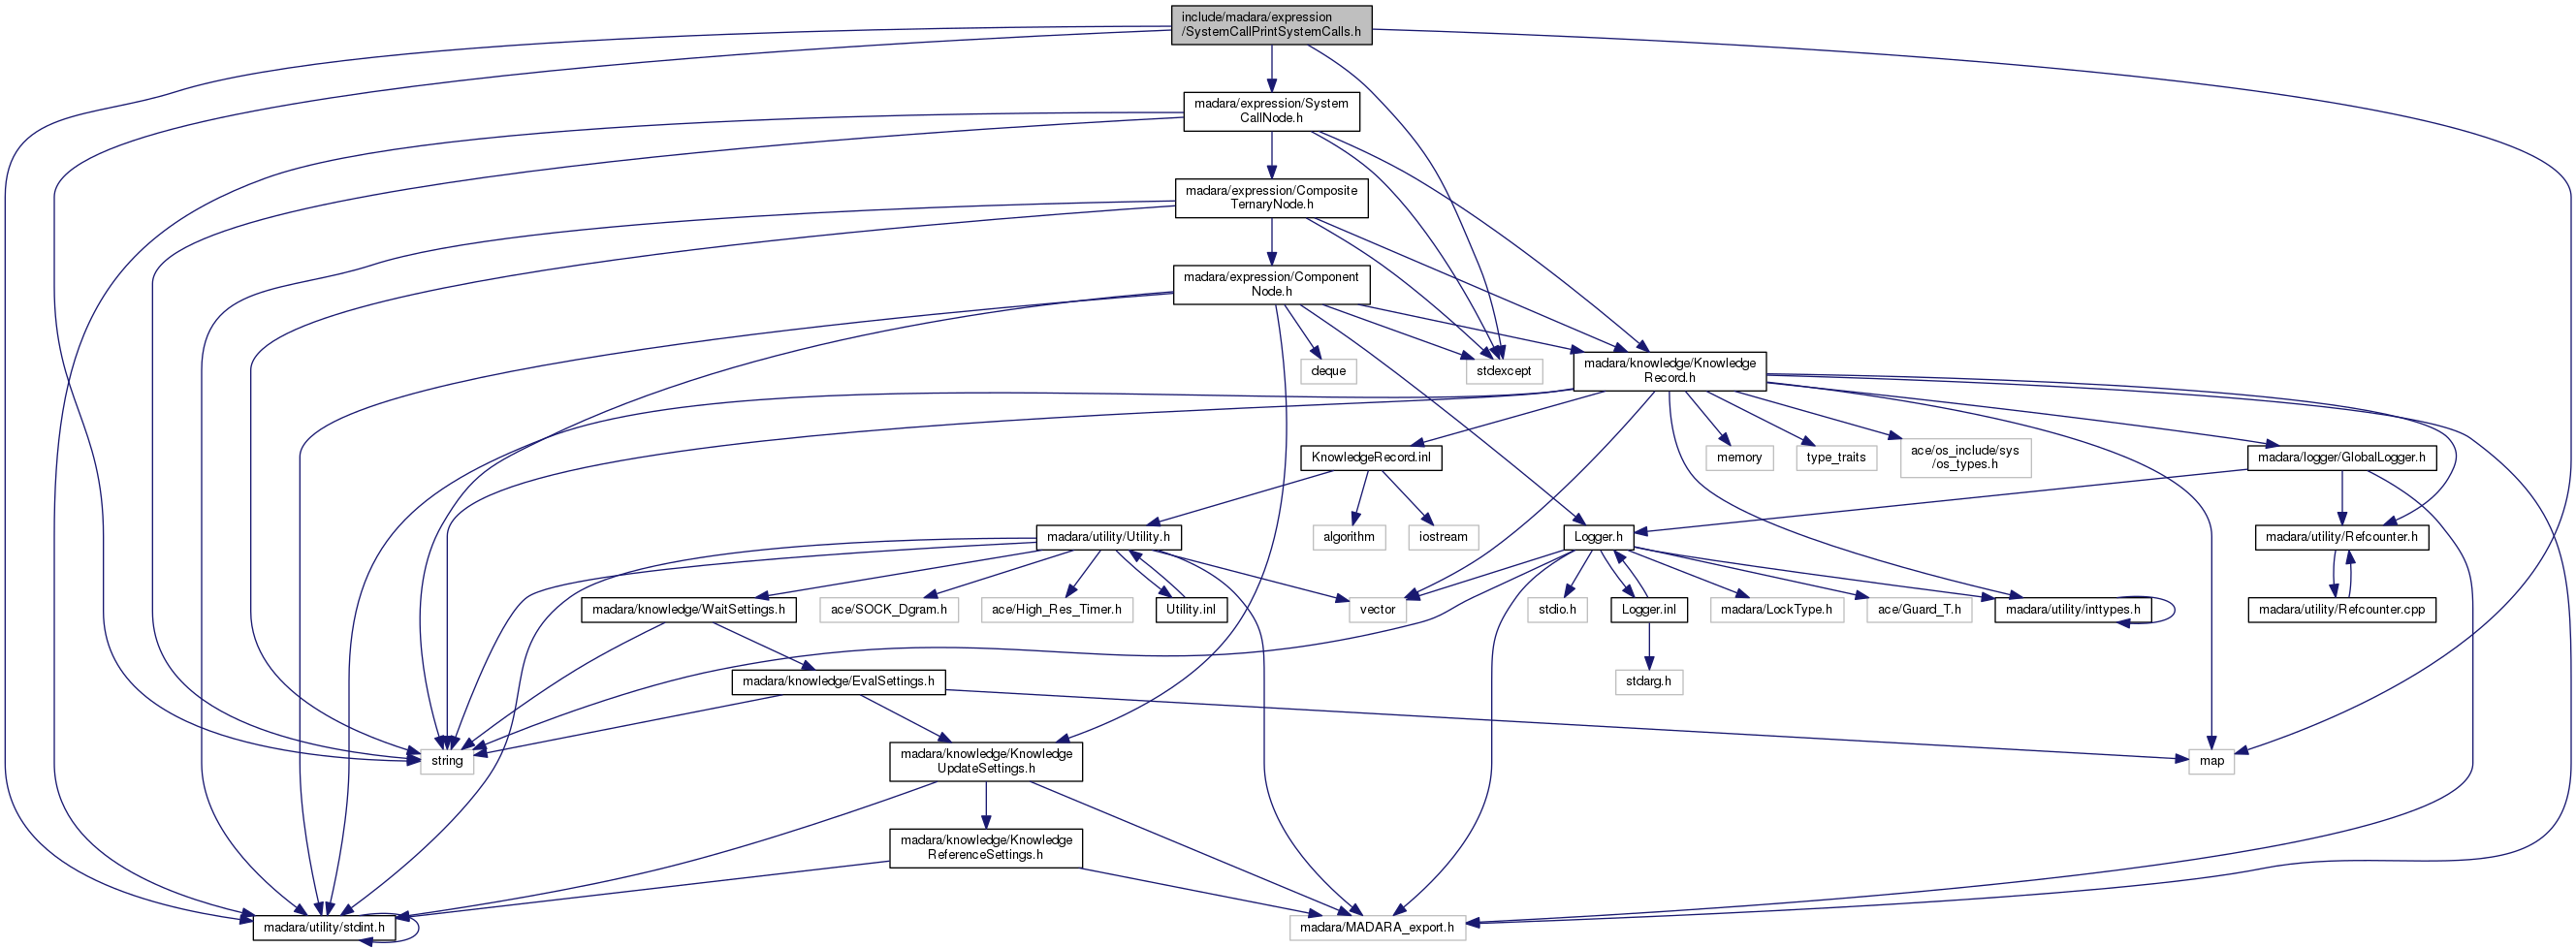 include/madara/expression
/SystemCallPrintSystemCalls.h
madara/expression/System
CallNode.h
madara/expression/Composite
TernaryNode.h
madara/expression/Component
Node.h
deque
stdexcept
madara/knowledge/Knowledge
Record.h
KnowledgeRecord.inl
memory
type_traits
ace/os_include/sys
/os_types.h
madara/logger/GlobalLogger.h
madara/utility/Utility.h
algorithm
iostream
Logger.h
madara/utility/Refcounter.h
madara/knowledge/WaitSettings.h
ace/SOCK_Dgram.h
ace/High_Res_Timer.h
Utility.inl
vector
stdio.h
Logger.inl
madara/LockType.h
ace/Guard_T.h
madara/utility/inttypes.h
madara/utility/Refcounter.cpp
madara/knowledge/EvalSettings.h
stdarg.h
string
madara/knowledge/Knowledge
UpdateSettings.h
map
madara/knowledge/Knowledge
ReferenceSettings.h
madara/utility/stdint.h
madara/MADARA_export.h